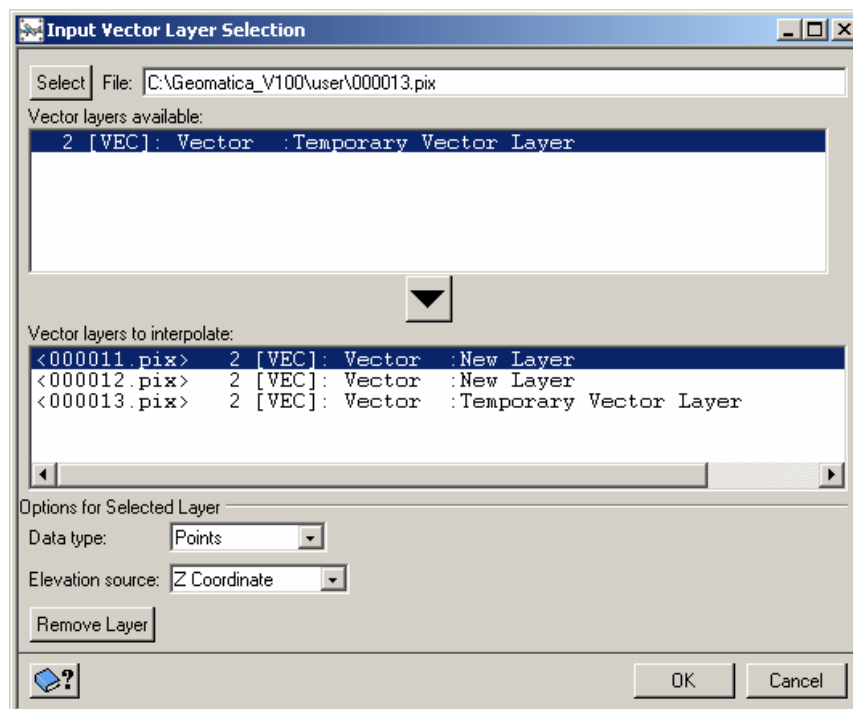 Input Vector Layer Selection
Select File: C:\Geomatica_V100\user\000013.pix
Vector layers available:
2 [VEC]: Vector :Temporary Vector Layer
Vector layers to interpolate:
<000011.pix> 2 [VEC]: Vector :New Layer
<000012.pix> 2 [VEC]: Vector :New Layer
<000013.pix> 2 [VEC]: Vector :Temporary Vector Layer
Options for Selected Layer
Data type: Points
Elevation source: Z Coordinate
Remove Layer
? OK Cancel